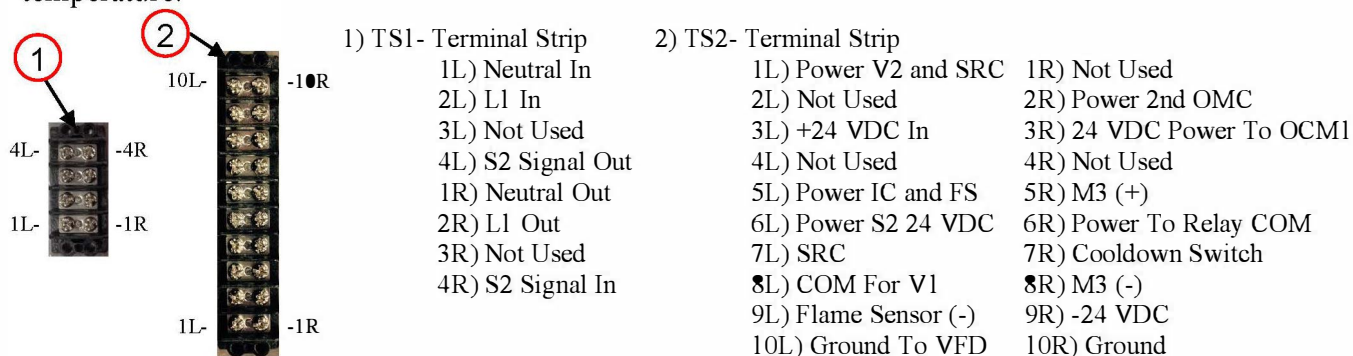 temperature.
1
2
10L-
-10R
4L-
-4R
1L-
-1R
1L-
-1R
1) TS1- Terminal Strip
1L) Neutral In
2L) L1 In
3L) Not Used
4L) S2 Signal Out
1R) Neutral Out
2R) L1 Out
3R) Not Used
4R) S2 Signal In
2) TS2- Terminal Strip
1L) Power V2 and SRC
2L) Not Used
3L) +24 VDC In
4L) Not Used
5L) Power IC and FS
6L) Power S2 24 VDC
7L) SRC
8L) COM For V1
9L) Flame Sensor (-)
10L) Ground To VFD
1R) Not Used
2R) Power 2nd OMC
3R) 24 VDC Power To OCM1
4R) Not Used
5R) M3 (+)
6R) Power To Relay COM
7R) Cooldown Switch
8R) M3 (-)
9R) -24 VDC
10R) Ground